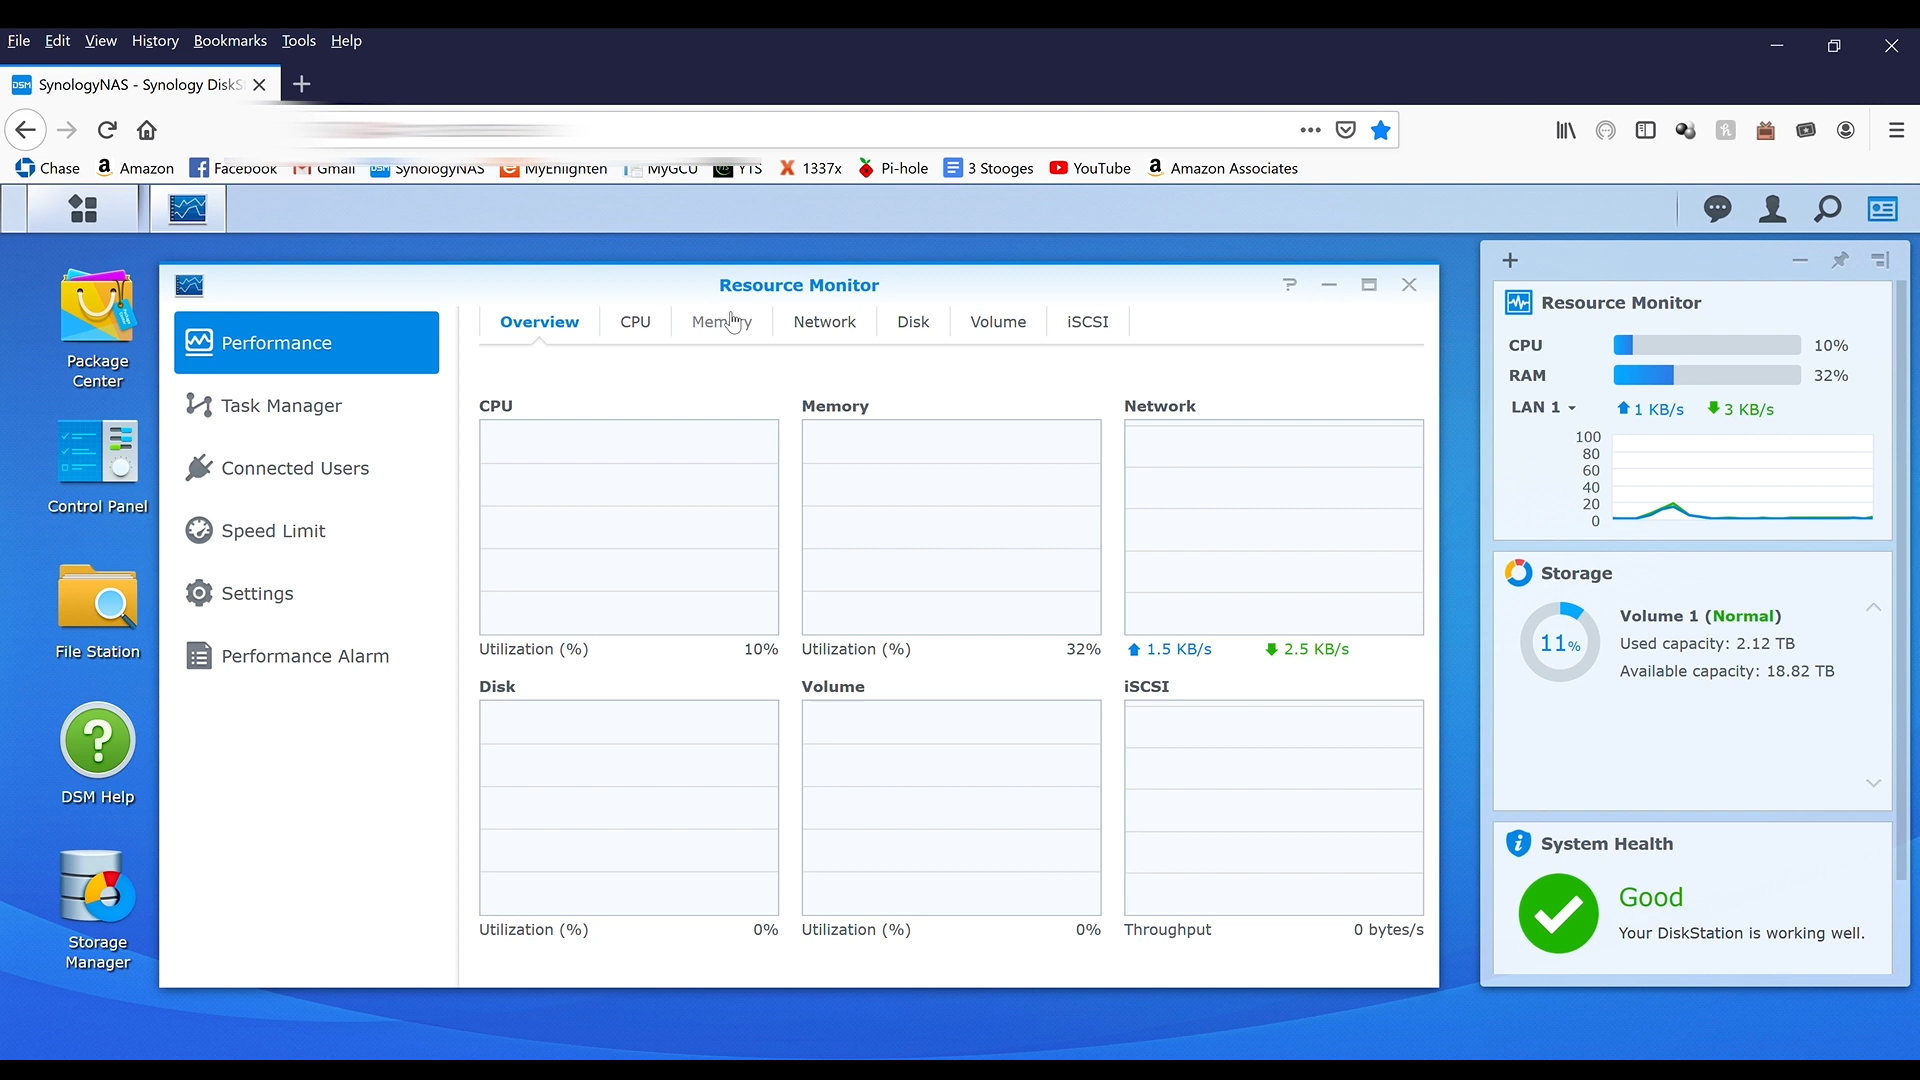 File Edit View History Bookmarks Tools Help
DSM SynologyNAS - Synology DiskS
Chase Amazon Facebook Gmail SynologyNAS MyEnlighten MyGCU YTS 1337x Pi-hole 3 Stooges YouTube Amazon Associates
Package
Center
Control Panel
File Station
DSM Help
Storage
Manager
Resource Monitor
Performance
Task Manager
Connected Users
Speed Limit
Settings
Performance Alarm
Overview CPU Memory Network Disk Volume iSCSI
CPU Memory Network
Utilization (%) 10% Utilization (%) 32% 1.5 KB/s 2.5 KB/s
Disk Volume iSCSI
Utilization (%) 0% Utilization (%) 0% Throughput 0 bytes/s
Resource Monitor
CPU 10%
RAM 32%
LAN 1 1 KB/s 3 KB/s
100
80
60
40
20
0
Storage
11%
Volume 1 (Normal)
Used capacity: 2.12 TB
Available capacity: 18.82 TB
System Health
Good
Your DiskStation is working well.